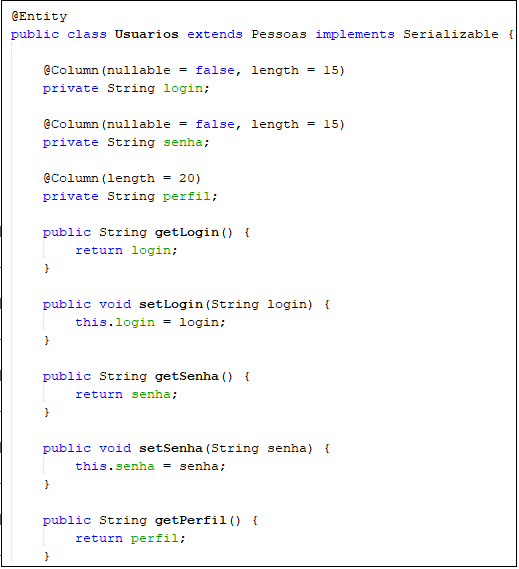 @Entity
public class Usuarios extends Pessoas implements Serializable {
@Column(nullable = false, length = 15)
private String login;
@Column(nullable = false, length = 15)
private String senha;
@Column(length = 20)
private String perfil;
public String getLogin() {
return login;
}
public void setLogin(String login) {
this.login = login;
}
public String getSenha() {
return senha;
}
public void setSenha(String senha) {
this.senha = senha;
}
public String getPerfil() {
return perfil;
}